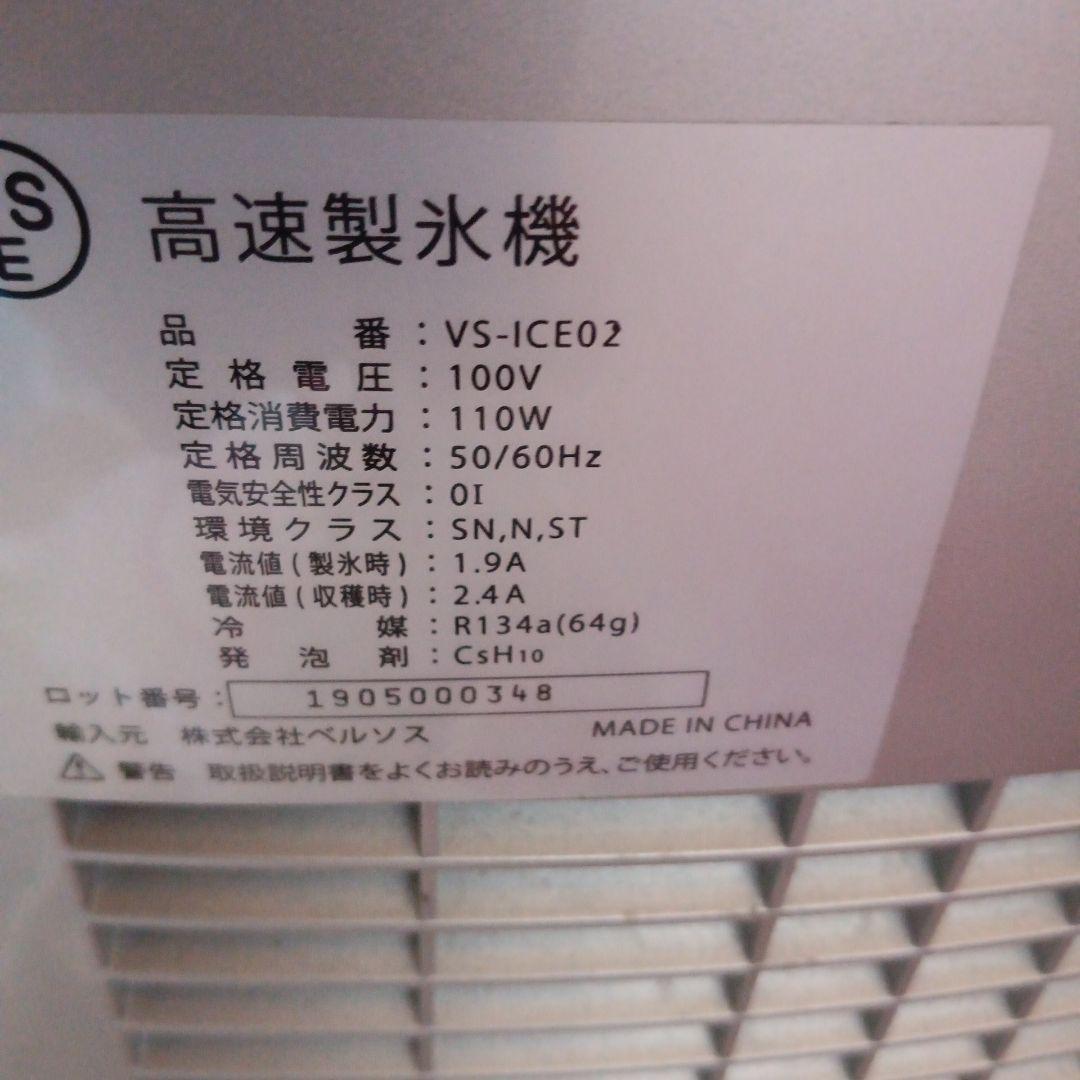 S
E
高速製氷機
品番：VS-ICE02
定格電圧：100V
定格消費電力：110W
定格周波数：50/60Hz
電気安全性クラス：0I
環境クラス：SN,N,ST
電流値(製氷時)：1.9A
電流値(収穫時)：2.4A
冷媒：R134a(64g)
発泡剤：CsH10
ロット番号：1905000348
輸入元 株式会社ベルソス MADE IN CHINA
警告 取扱説明書をよくお読みのうえ、ご使用ください。